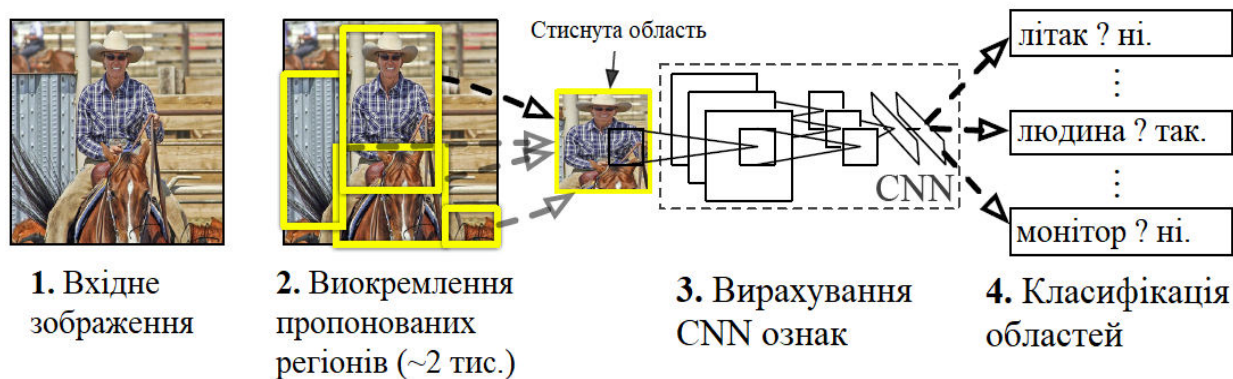 Стиснута область
літак ? ні.
⋮
людина ? так.
⋮
монітор ? ні.
CNN
1. Вхідне
зображення
2. Виокремлення
пропонованих
регіонів (~2 тис.)
3. Вирахування
CNN ознак
4. Класифікація
областей